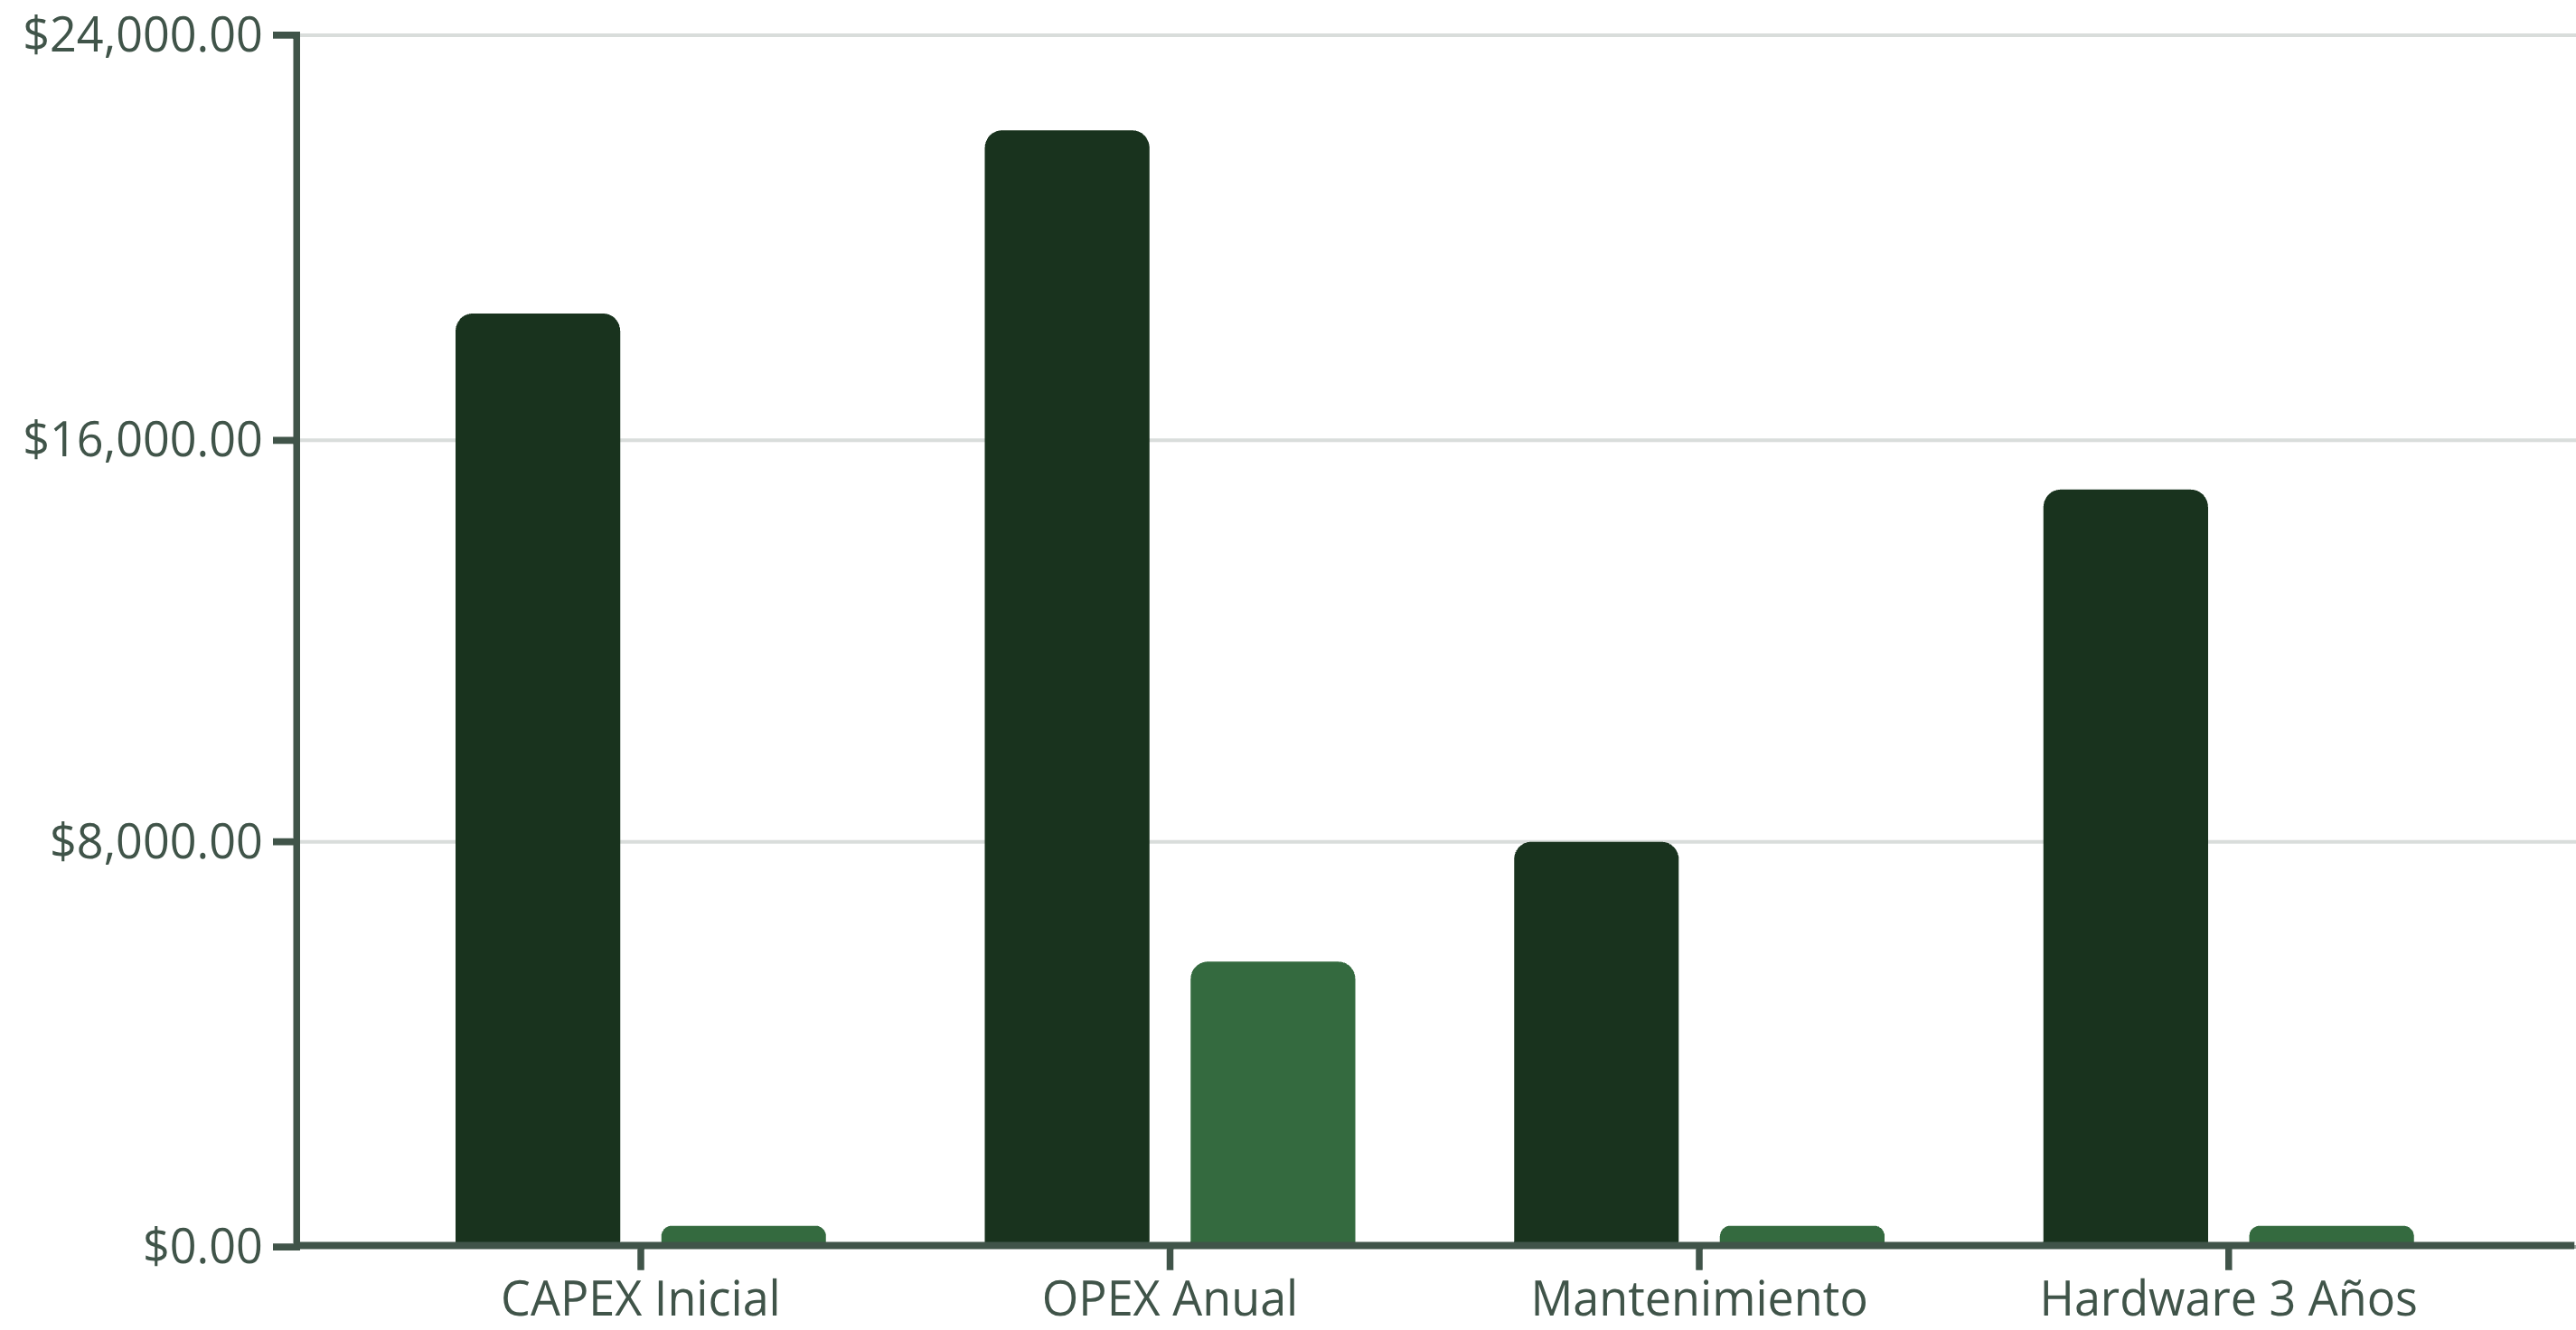 $24,000.00
$16,000.00
$8,000.00
$0.00
CAPEX Inicial
OPEX Anual
Mantenimiento
Hardware 3 Años